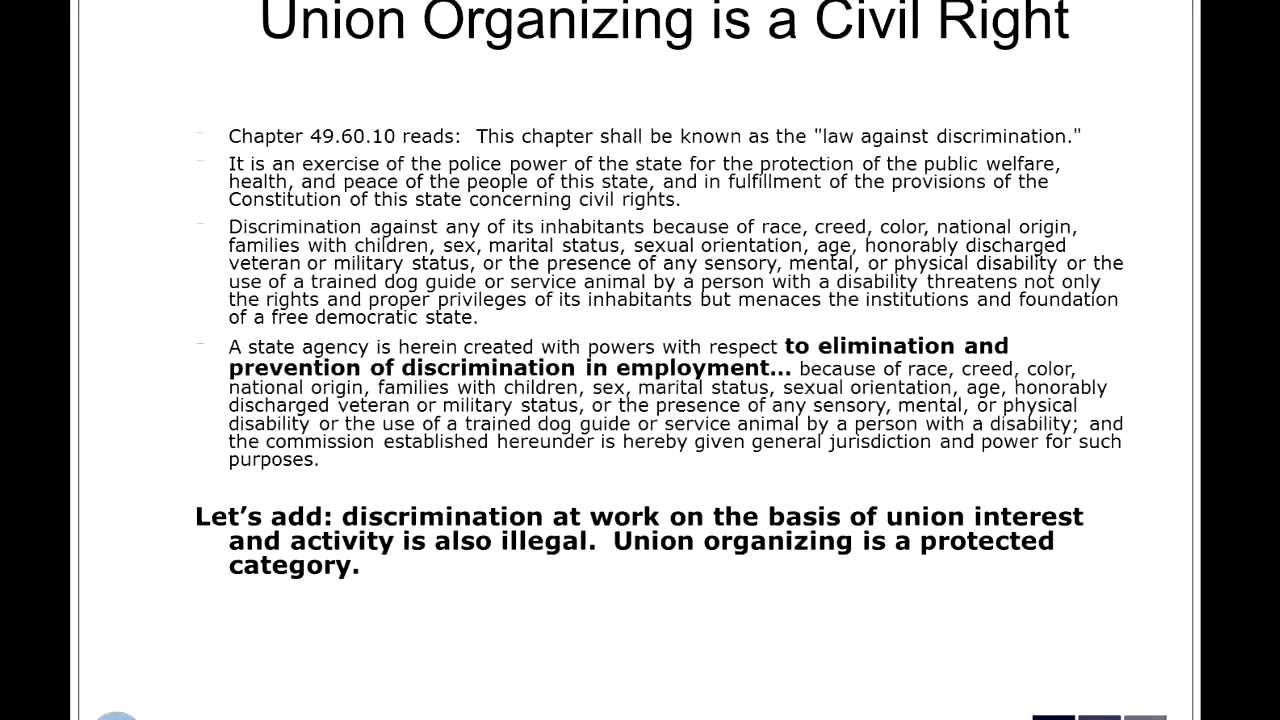 Union Organizing is a Civil Right
Chapter 49.60.10 reads:  This chapter shall be known as the "law against discrimination."
It is an exercise of the police power of the state for the protection of the public welfare,
health, and peace of the people of this state, and in fulfillment of the provisions of the
Constitution of this state concerning civil rights.
Discrimination against any of its inhabitants because of race, creed, color, national origin,
families with children, sex, marital status, sexual orientation, age, honorably discharged
veteran or military status, or the presence of any sensory, mental, or physical disability or the
use of a trained dog guide or service animal by a person with a disability threatens not only
the rights and proper privileges of its inhabitants but menaces the institutions and foundation
of a free democratic state.
A state agency is herein created with powers with respect to elimination and
prevention of discrimination in employment... because of race, creed, color,
national origin, families with children, sex, marital status, sexual orientation, age, honorably
discharged veteran or military status, or the presence of any sensory, mental, or physical
disability or the use of a trained dog guide or service animal by a person with a disability; and
the commission established hereunder is hereby given general jurisdiction and power for such
purposes.
Let’s add: discrimination at work on the basis of union interest
and activity is also illegal.  Union organizing is a protected
category.